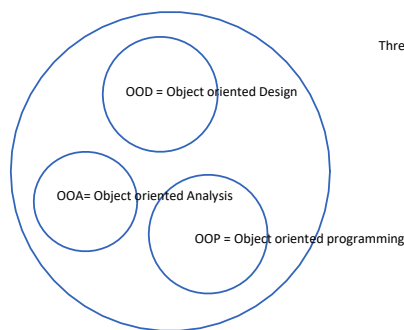 Thre
OOD = Object oriented Design
OOA= Object oriented Analysis
OOP = Object oriented programming